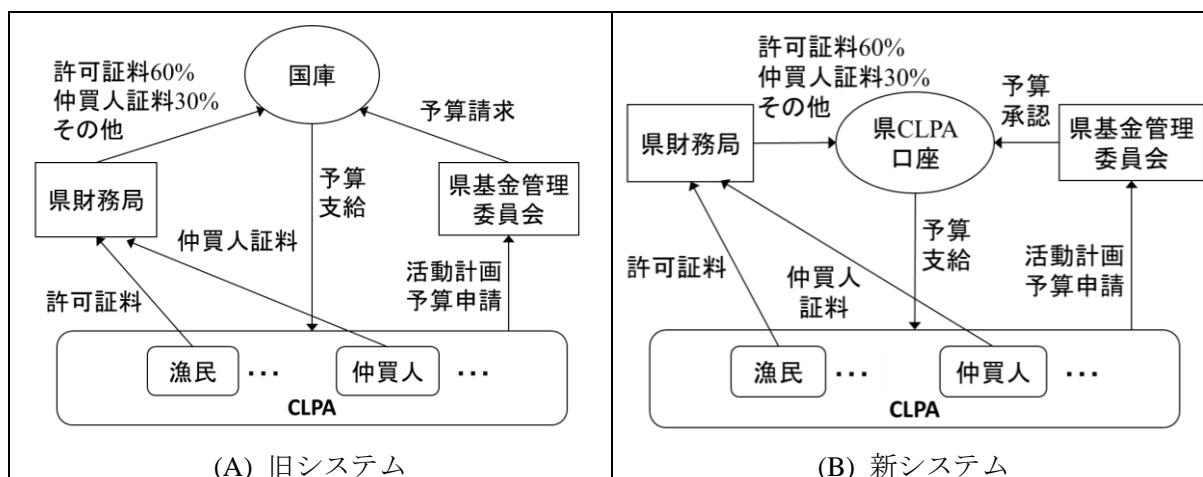 許可証料60%
仲買人証料30%
その他
国庫
予算請求
県財務局
予算
支給
県基金管理
委員会
仲買人証料
許可証料
活動計画
予算申請
漁民 ···
仲買人 ···
CLPA
(A) 旧システム
許可証料60%
仲買人証料30%
その他
予算
承認
県財務局
県CLPA
口座
県基金管理
委員会
許可証料
仲買人
証料
予算
支給
活動計画
予算申請
漁民 ···
仲買人 ···
CLPA
(B) 新システム